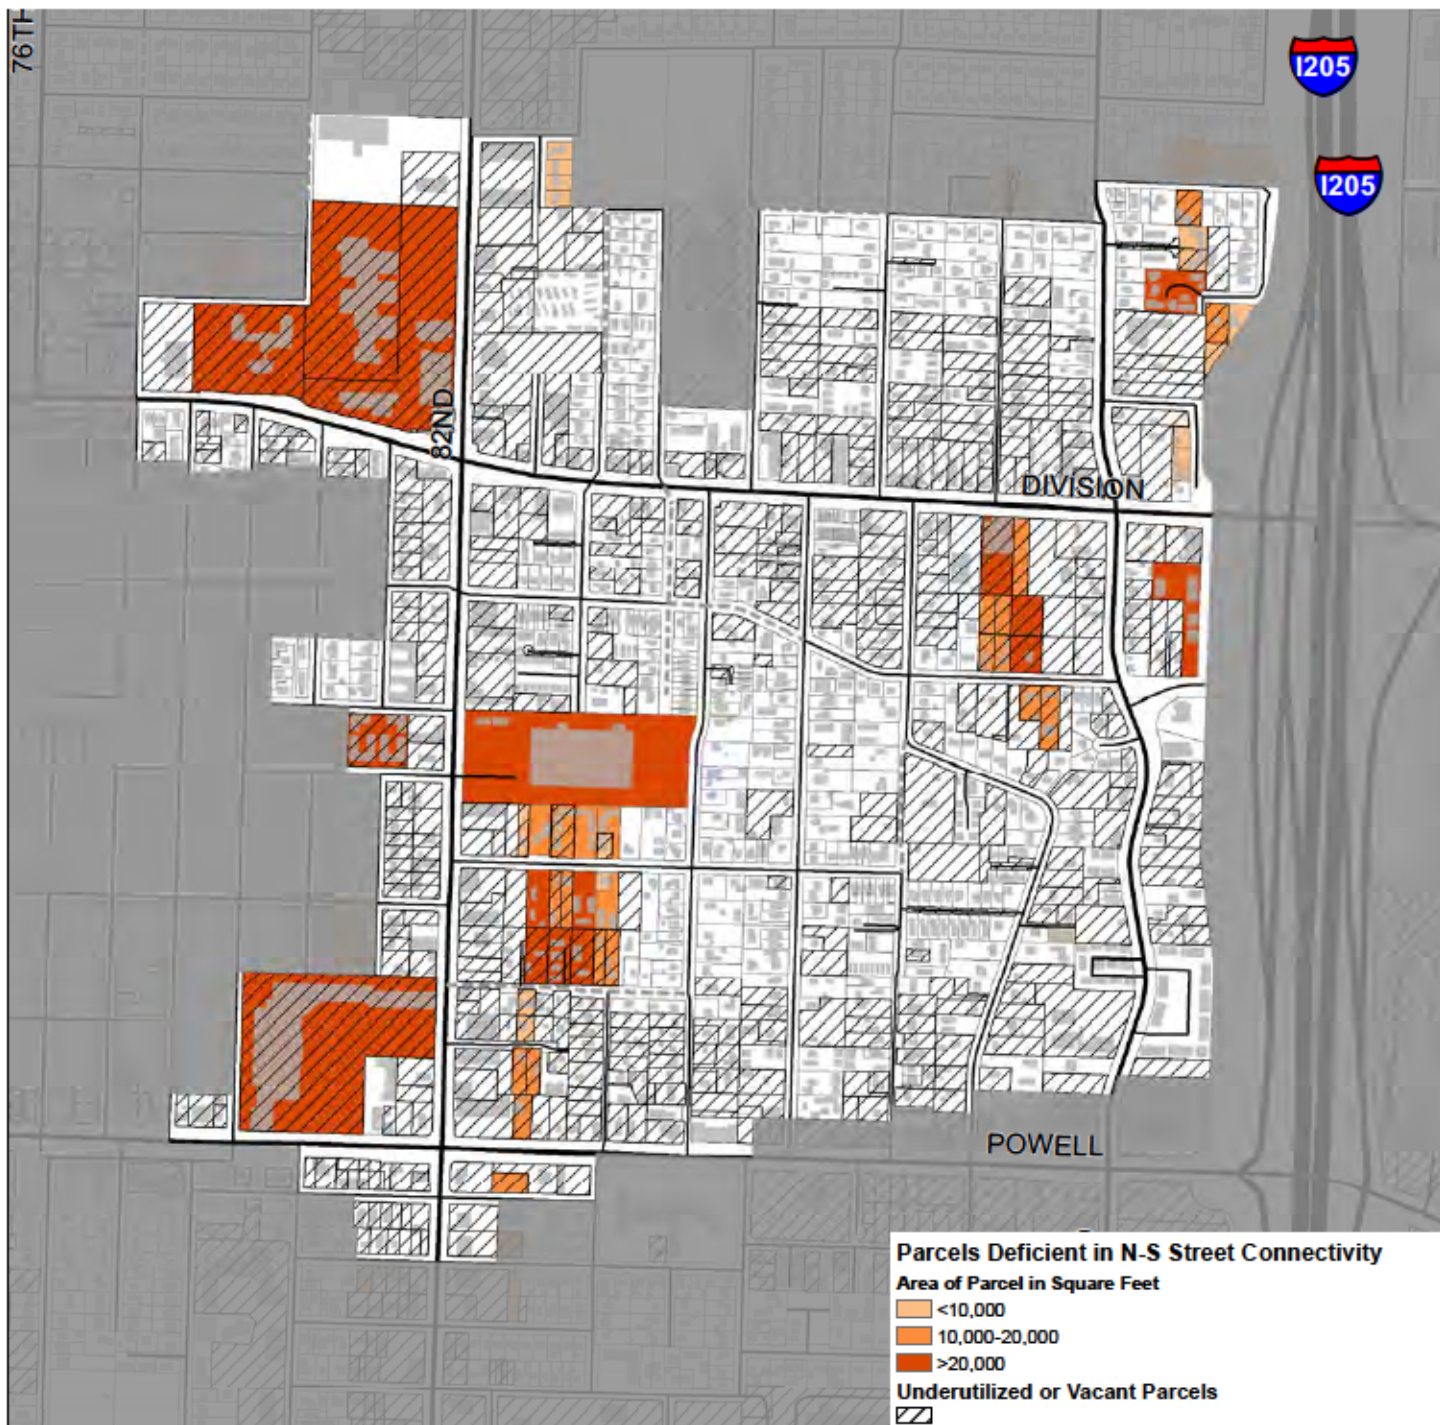 76TH
I205
I205
82ND
DIVISION
POWELL
Parcels Deficient in N-S Street Connectivity
Area of Parcel in Square Feet
<10,000
10,000-20,000
>20,000
Underutilized or Vacant Parcels